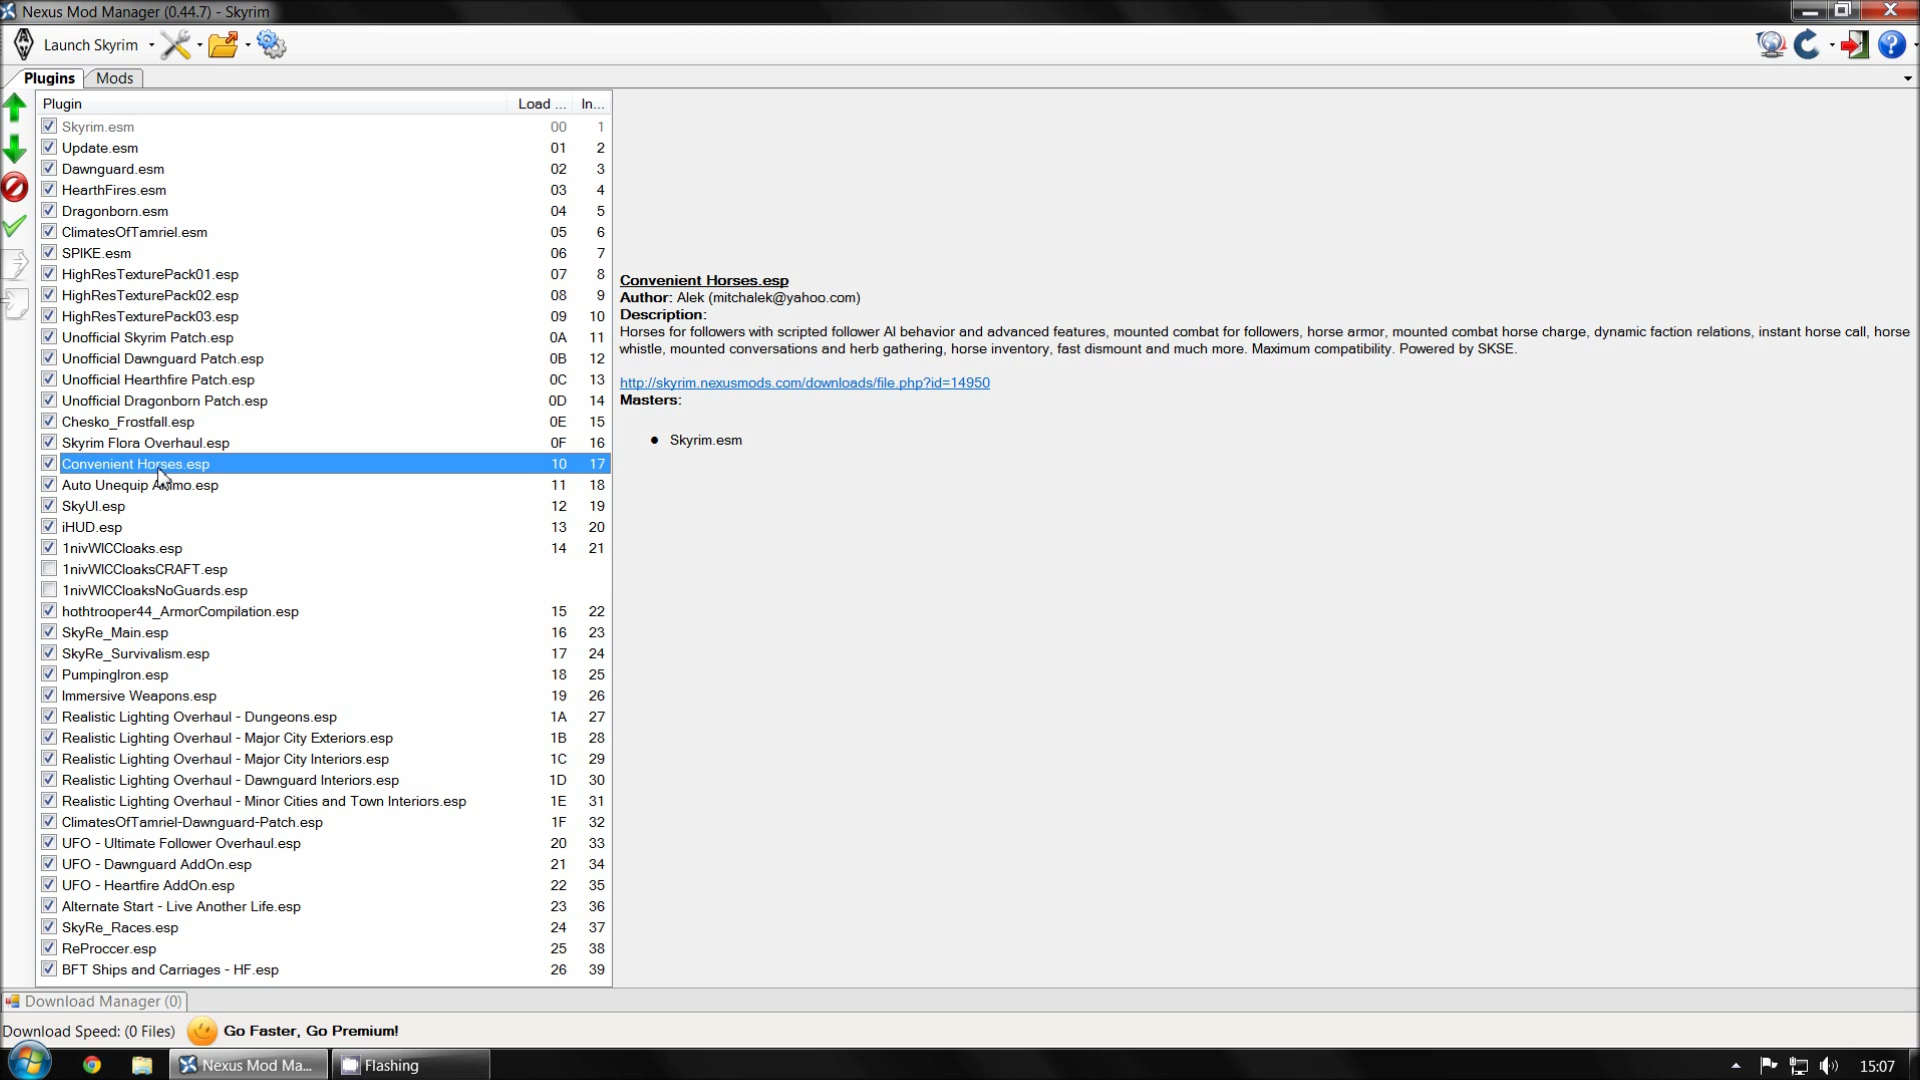 Nexus Mod Manager (0.44.7) - Skyrim
Launch Skyrim
Plugins Mods
Plugin Load ... In...
Skyrim.esm 00 1
Update.esm 01 2
Dawnguard.esm 02 3
HearthFires.esm 03 4
Dragonborn.esm 04 5
ClimatesOfTamriel.esm 05 6
SPIKE.esm 06 7
HighResTexturePack01.esp 07 8
HighResTexturePack02.esp 08 9
HighResTexturePack03.esp 09 10
Unofficial Skyrim Patch.esp 0A 11
Unofficial Dawnguard Patch.esp 0B 12
Unofficial Hearthfire Patch.esp 0C 13
Unofficial Dragonborn Patch.esp 0D 14
Chesko_Frostfall.esp 0E 15
Skyrim Flora Overhaul.esp 0F 16
Convenient Horses.esp 10 17
Auto Unequip Ammo.esp 11 18
SkyUI.esp 12 19
iHUD.esp 13 20
1nivWICCloaks.esp 14 21
1nivWICCloaksCRAFT.esp
1nivWICCloaksNoGuards.esp
hothtrooper44_ArmorCompilation.esp 15 22
SkyRe_Main.esp 16 23
SkyRe_Survivalism.esp 17 24
PumpingIron.esp 18 25
Immersive Weapons.esp 19 26
Realistic Lighting Overhaul - Dungeons.esp 1A 27
Realistic Lighting Overhaul - Major City Exteriors.esp 1B 28
Realistic Lighting Overhaul - Major City Interiors.esp 1C 29
Realistic Lighting Overhaul - Dawnguard Interiors.esp 1D 30
Realistic Lighting Overhaul - Minor Cities and Town Interiors.esp 1E 31
ClimatesOfTamriel-Dawnguard-Patch.esp 1F 32
UFO - Ultimate Follower Overhaul.esp 20 33
UFO - Dawnguard AddOn.esp 21 34
UFO - Heartfire AddOn.esp 22 35
Alternate Start - Live Another Life.esp 23 36
SkyRe_Races.esp 24 37
ReProccer.esp 25 38
BFT Ships and Carriages - HF.esp 26 39
Convenient Horses.esp
Author: Alek (mitchalek@yahoo.com)
Description:
Horses for followers with scripted follower AI behavior and advanced features, mounted combat for followers, horse armor, mounted combat horse charge, dynamic faction relations, instant horse call, horse
whistle, mounted conversations and herb gathering, horse inventory, fast dismount and much more. Maximum compatibility. Powered by SKSE.
http://skyrim.nexusmods.com/downloads/file.php?id=14950
Masters:
• Skyrim.esm
Download Manager (0)
Download Speed: (0 Files) Go Faster, Go Premium!
Nexus Mod Ma... Flashing 15:07